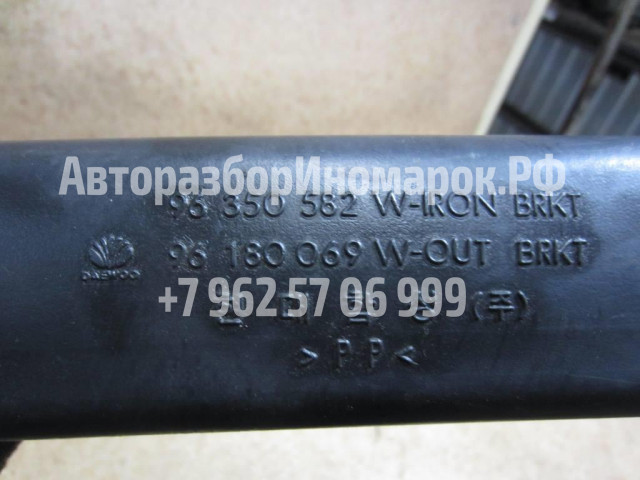 АвторазборИномарок.РФ
96 350 582 W-IRON BRKT
96 180 069 W-OUT BRKT
DAEWOO
+7 962 57 06 999
(주)
>PP<